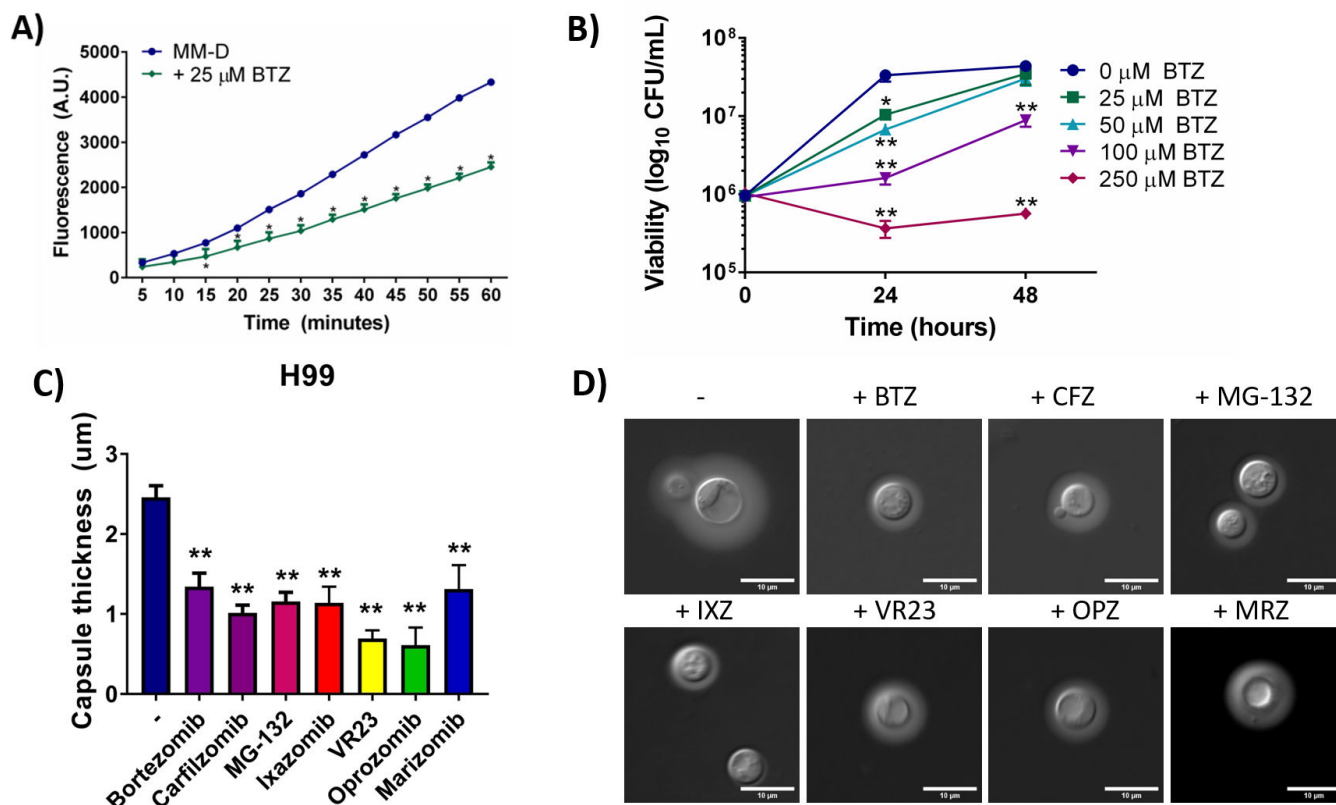 A)
5000
4000
3000
2000
1000
0
Fluorescence (A.U.)
MM-D
+ 25 µM BTZ
*
*
*
*
*
*
*
*
*
*
5 10 15 20 25 30 35 40 45 50 55 60
Time (minutes)
B)
10⁸
10⁷
10⁶
10⁵
Viability (log₁₀ CFU/mL)
*
**
**
**
**
**
0 24 48
Time (hours)
0 µM BTZ
25 µM BTZ
50 µM BTZ
100 µM BTZ
250 µM BTZ
C)
H99
3
2
1
0
Capsule thickness (um)
** ** ** ** ** ** **
-
Bortezomib
Carfilzomib
MG-132
Ixazomib
VR23
Oprozomib
Marizomib
D)
- + BTZ + CFZ + MG-132
10 µm 10 µm 10 µm 10 µm
+ IXZ + VR23 + OPZ + MRZ
10 µm 10 µm 10 µm 10 µm